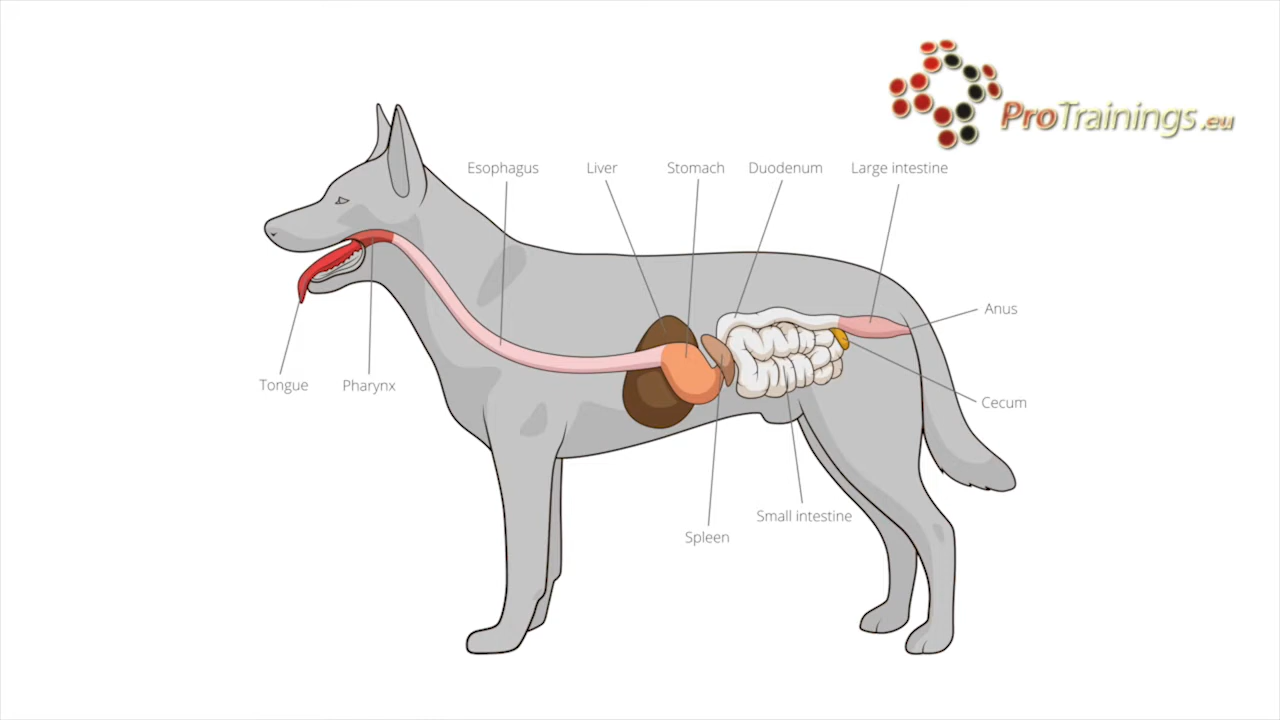 ProTrainings.eu
Esophagus
Liver
Stomach
Duodenum
Large intestine
Anus
Tongue
Pharynx
Cecum
Small intestine
Spleen